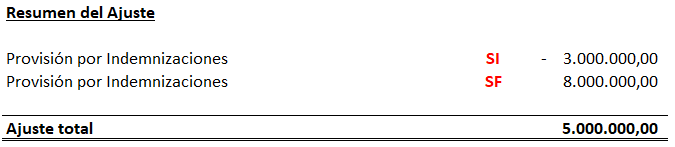 Resumen del Ajuste
Provisión por Indemnizaciones SI - 3.000.000,00
Provisión por Indemnizaciones SF 8.000.000,00
Ajuste total 5.000.000,00